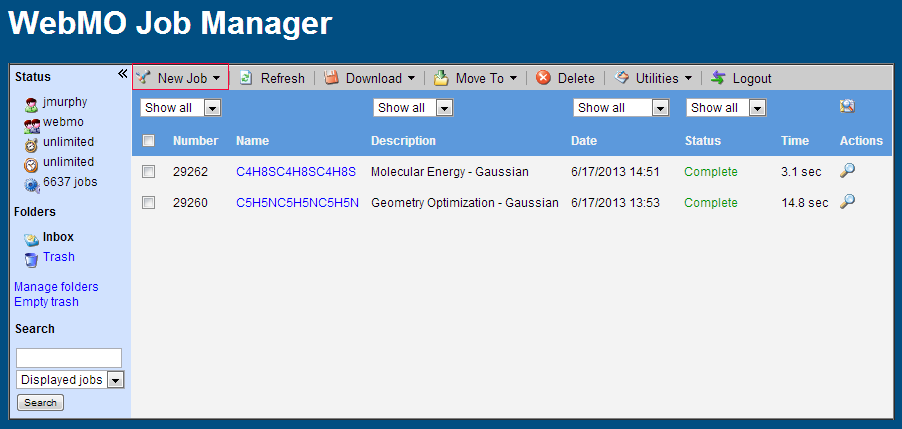 WebMO Job Manager
Status
jmurphy
webmo
unlimited
unlimited
6637 jobs
Folders
Inbox
Trash
Manage folders
Empty trash
Search
Displayed jobs
Search
New Job Refresh Download Move To Delete Utilities Logout
Show all Show all Show all Show all
Number Name Description Date Status Time Actions
29262 C4H8SC4H8SC4H8S Molecular Energy - Gaussian 6/17/2013 14:51 Complete 3.1 sec
29260 C5H5NC5H5NC5H5N Geometry Optimization - Gaussian 6/17/2013 13:53 Complete 14.8 sec